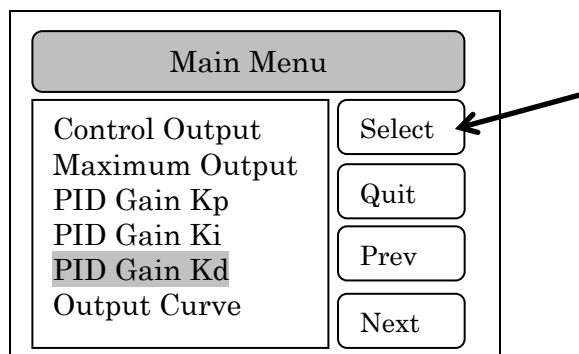 Main Menu
Control Output
Maximum Output
PID Gain Kp
PID Gain Ki
PID Gain Kd
Output Curve
Select
Quit
Prev
Next